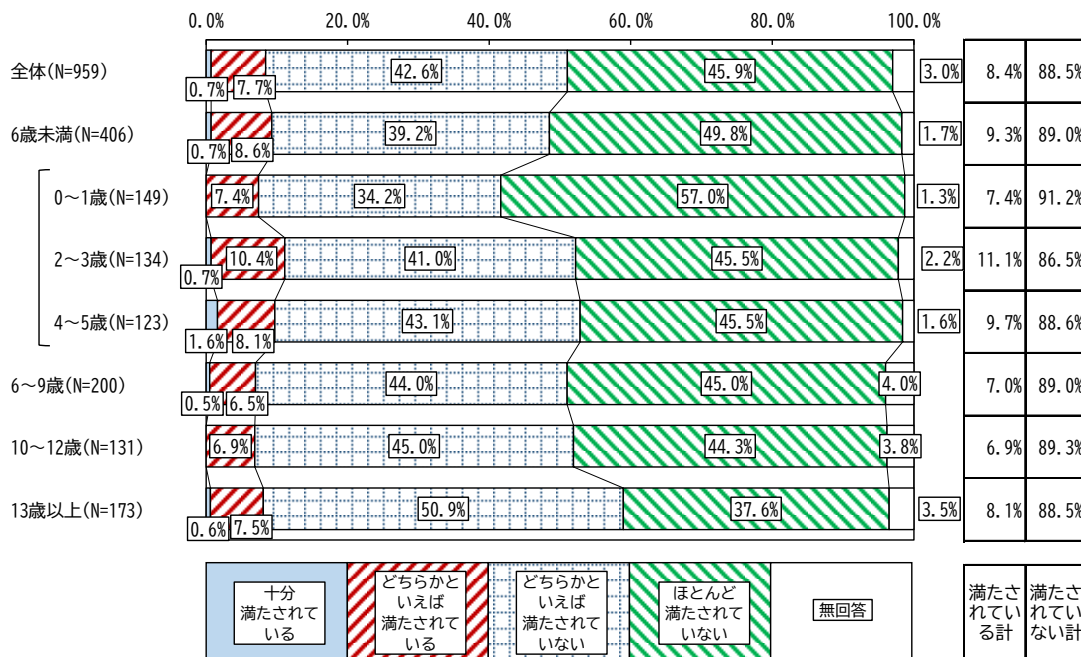 0.0% 20.0% 40.0% 60.0% 80.0% 100.0%
全体(N=959) 0.7% 7.7% 42.6% 45.9% 3.0% 8.4% 88.5%
6歳未満(N=406) 0.7% 8.6% 39.2% 49.8% 1.7% 9.3% 89.0%
0～1歳(N=149) 7.4% 34.2% 57.0% 1.3% 7.4% 91.2%
2～3歳(N=134) 0.7% 10.4% 41.0% 45.5% 2.2% 11.1% 86.5%
4～5歳(N=123) 1.6% 8.1% 43.1% 45.5% 1.6% 9.7% 88.6%
6～9歳(N=200) 0.5% 6.5% 44.0% 45.0% 4.0% 7.0% 89.0%
10～12歳(N=131) 6.9% 45.0% 44.3% 3.8% 6.9% 89.3%
13歳以上(N=173) 0.6% 7.5% 50.9% 37.6% 3.5% 8.1% 88.5%
十分
満たされて
いる
どちらかと
いえば
満たされて
いる
どちらかと
いえば
満たされて
いない
ほとんど
満たされて
いない
無回答
満たさ
れてい
る計
満たさ
れてい
ない計